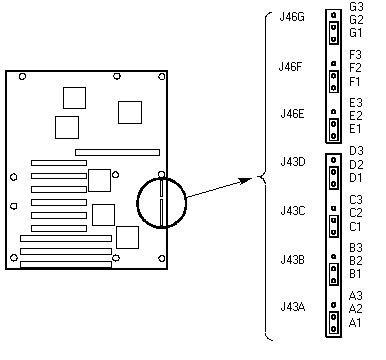 G3
J46G G2
G1
F3
J46F F2
F1
E3
J46E E2
E1
J43D D3
D2
D1
C3
J43C C2
C1
B3
J43B B2
B1
A3
J43A A2
A1